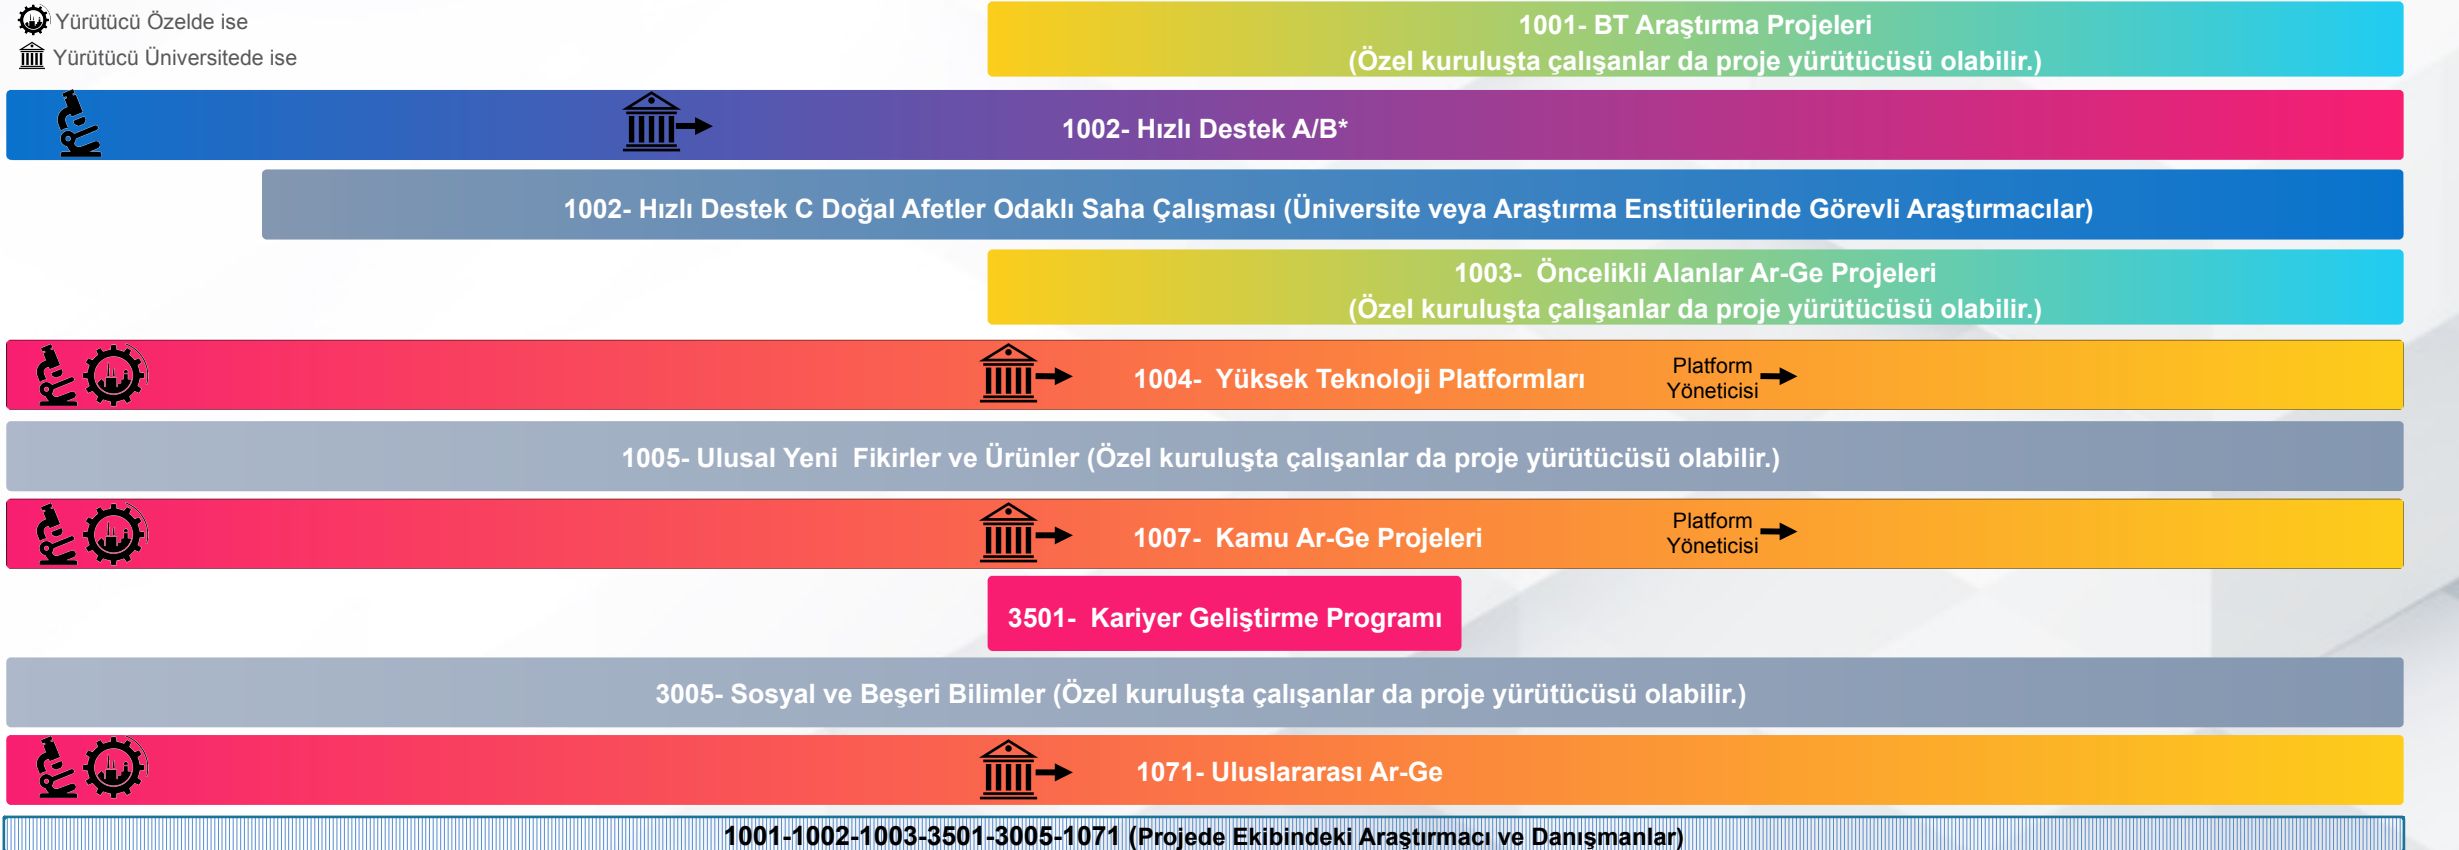 Yürütücü Özelde ise
Yürütücü Üniversitede ise
1001- BT Araştırma Projeleri
(Özel kuruluşta çalışanlar da proje yürütücüsü olabilir.)
1002- Hızlı Destek A/B*
1002- Hızlı Destek C Doğal Afetler Odaklı Saha Çalışması (Üniversite veya Araştırma Enstitülerinde Görevli Araştırmacılar)
1003- Öncelikli Alanlar Ar-Ge Projeleri
(Özel kuruluşta çalışanlar da proje yürütücüsü olabilir.)
1004- Yüksek Teknoloji Platformları
Platform
Yöneticisi
1005- Ulusal Yeni Fikirler ve Ürünler (Özel kuruluşta çalışanlar da proje yürütücüsü olabilir.)
1007- Kamu Ar-Ge Projeleri
Platform
Yöneticisi
3501- Kariyer Geliştirme Programı
3005- Sosyal ve Beşeri Bilimler (Özel kuruluşta çalışanlar da proje yürütücüsü olabilir.)
1071- Uluslararası Ar-Ge
1001-1002-1003-3501-3005-1071 (Projede Ekibindeki Araştırmacı ve Danışmanlar)